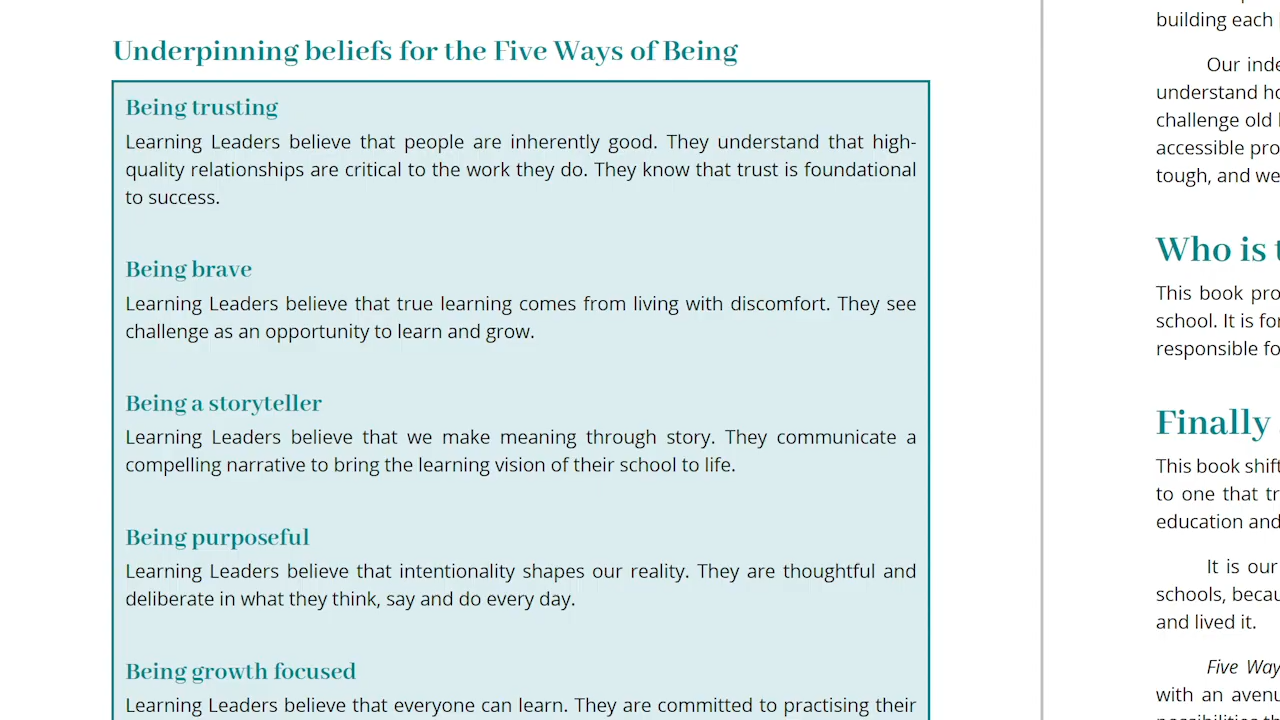 Underpinning beliefs for the Five Ways of Being
Being trusting
Learning Leaders believe that people are inherently good. They understand that high-
quality relationships are critical to the work they do. They know that trust is foundational
to success.
Being brave
Learning Leaders believe that true learning comes from living with discomfort. They see
challenge as an opportunity to learn and grow.
Being a storyteller
Learning Leaders believe that we make meaning through story. They communicate a
compelling narrative to bring the learning vision of their school to life.
Being purposeful
Learning Leaders believe that intentionality shapes our reality. They are thoughtful and
deliberate in what they think, say and do every day.
Being growth focused
Learning Leaders believe that everyone can learn. They are committed to practising their
building each
Our inde
understand ho
challenge old
accessible pro
tough, and we
Who is t
This book pro
school. It is for
responsible fo
Finally
This book shift
to one that tr
education and
It is our
schools, becau
and lived it.
Five Way
with an avenu